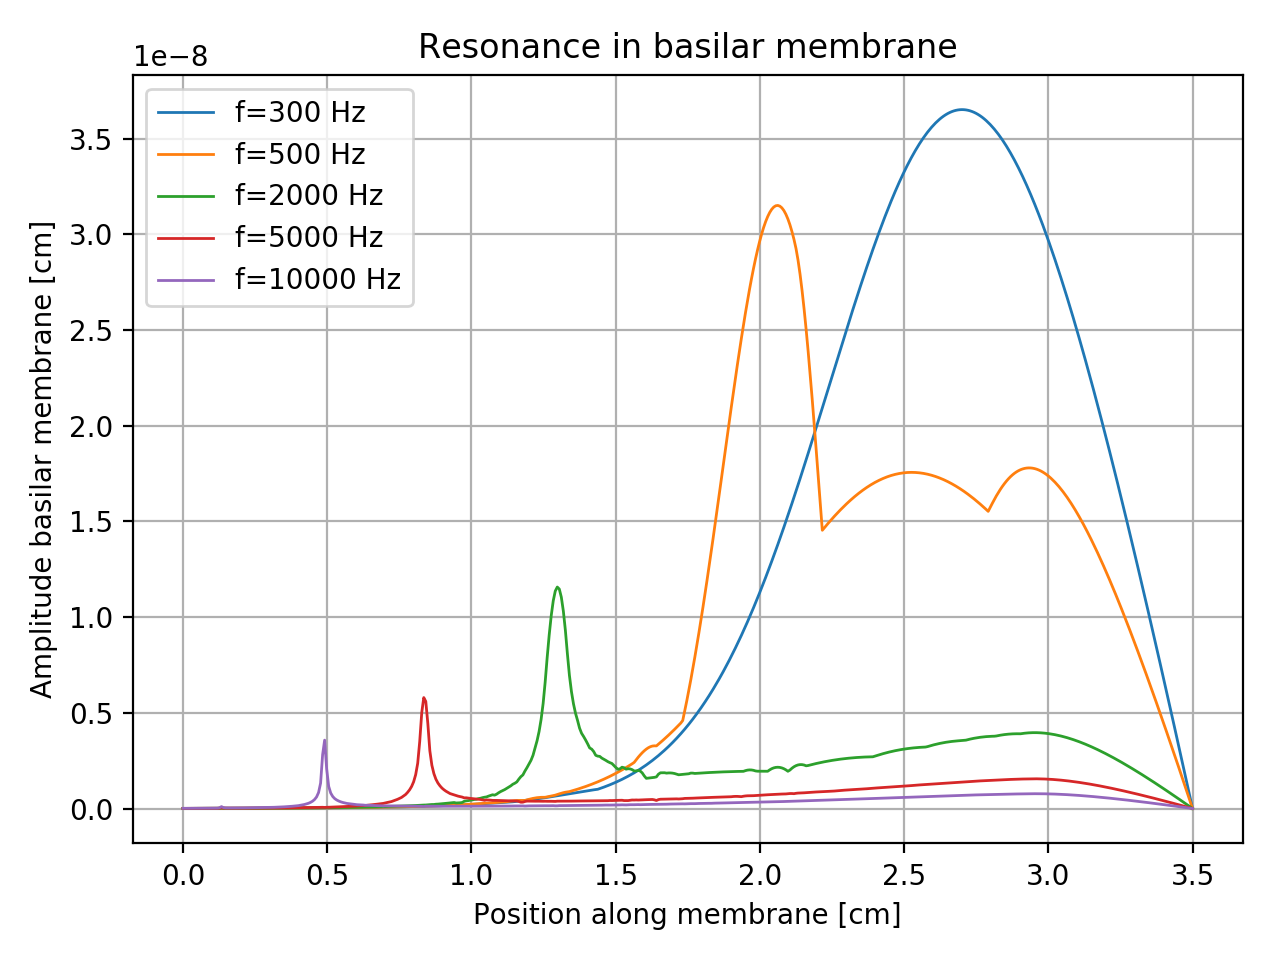 Resonance in basilar membrane
1e−8
f=300 Hz
f=500 Hz
f=2000 Hz
f=5000 Hz
f=10000 Hz
Amplitude basilar membrane [cm]
3.5
3.0
2.5
2.0
1.5
1.0
0.5
0.0
0.0 0.5 1.0 1.5 2.0 2.5 3.0 3.5
Position along membrane [cm]